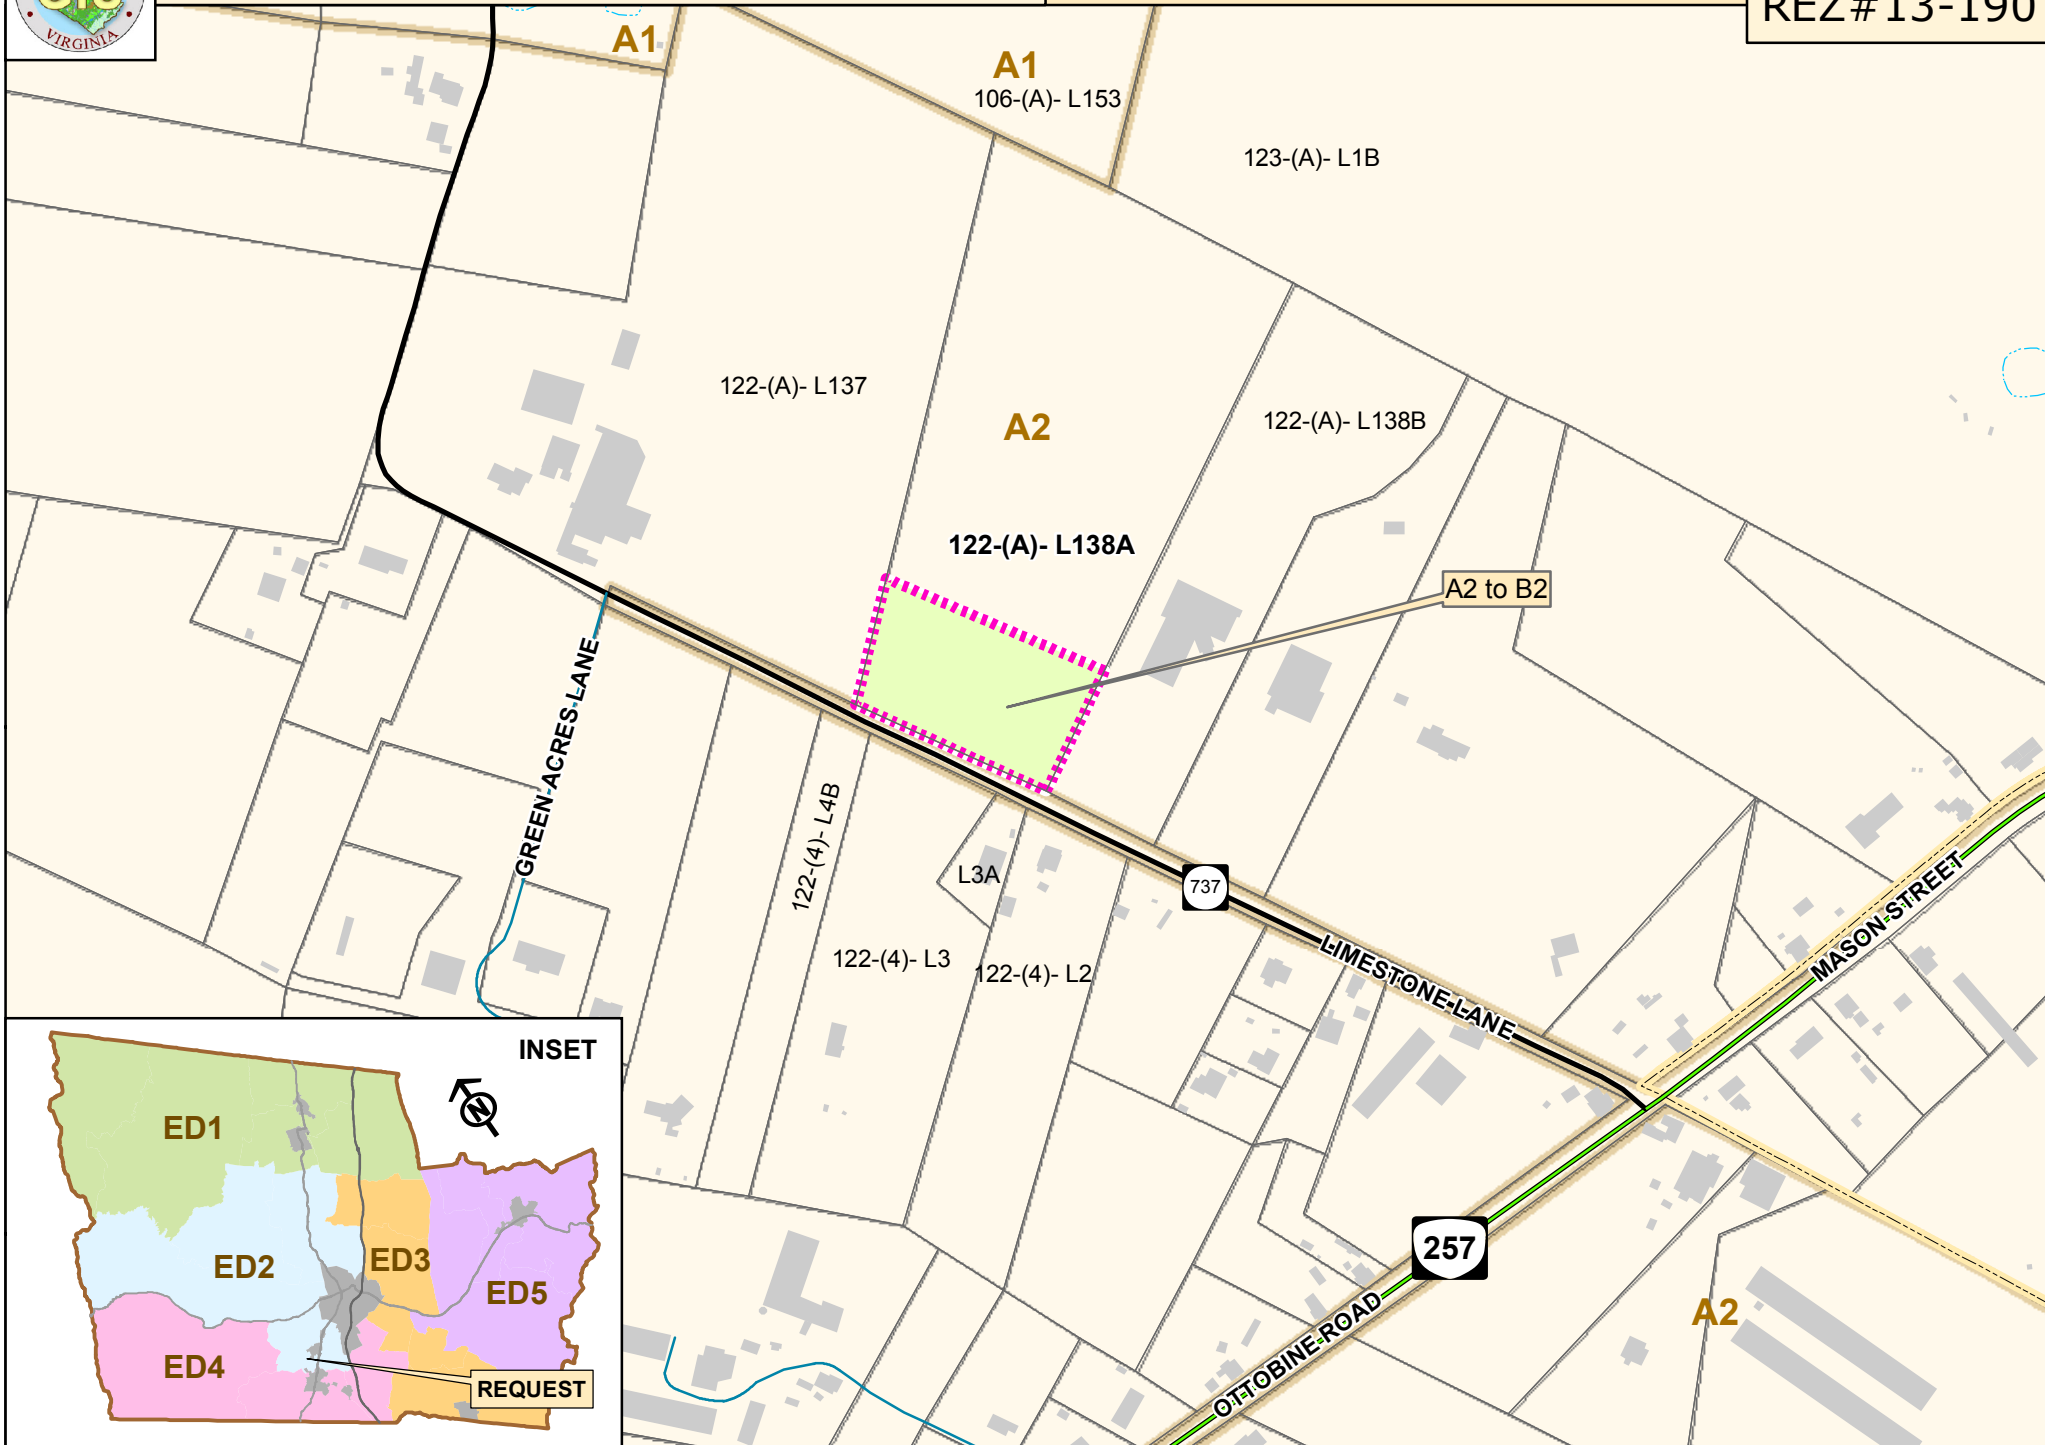 VIRGINIA
REZ#13-190
A1
A1
106-(A)- L153
123-(A)- L1B
122-(A)- L137
A2
122-(A)- L138B
122-(A)- L138A
A2 to B2
GREEN ACRES LANE
122-(4)- L4B
L3A
737
122-(4)- L3
122-(4)- L2
LIMESTONE LANE
MASON STREET
257
OTTOBINE ROAD
A2
INSET
N
ED1
ED2
ED3
ED5
ED4
REQUEST